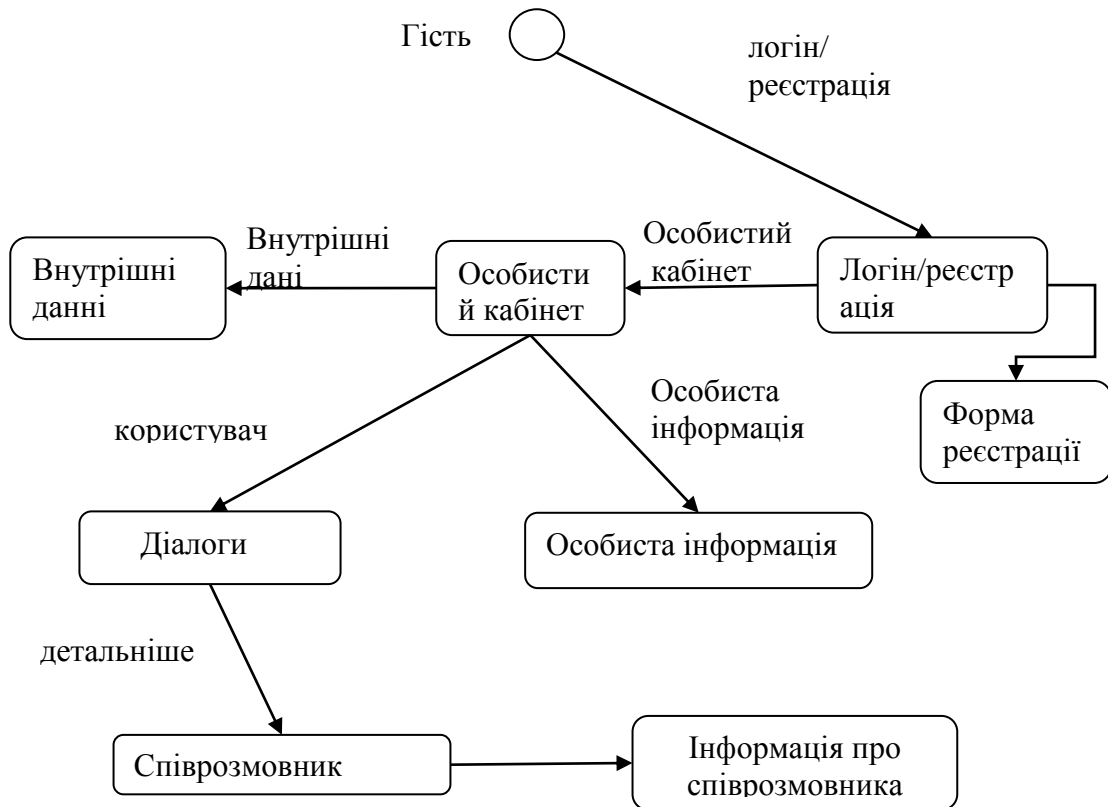 Гість
логін/
реєстрація
Внутрішні
данні
Внутрішні
дані
Особисти
й кабінет
Особистий
кабінет
Логін/реєстр
ація
Форма
реєстрації
користувач
Особиста
інформація
Діалоги
Особиста інформація
детальніше
Співрозмовник
Інформація про
співрозмовника